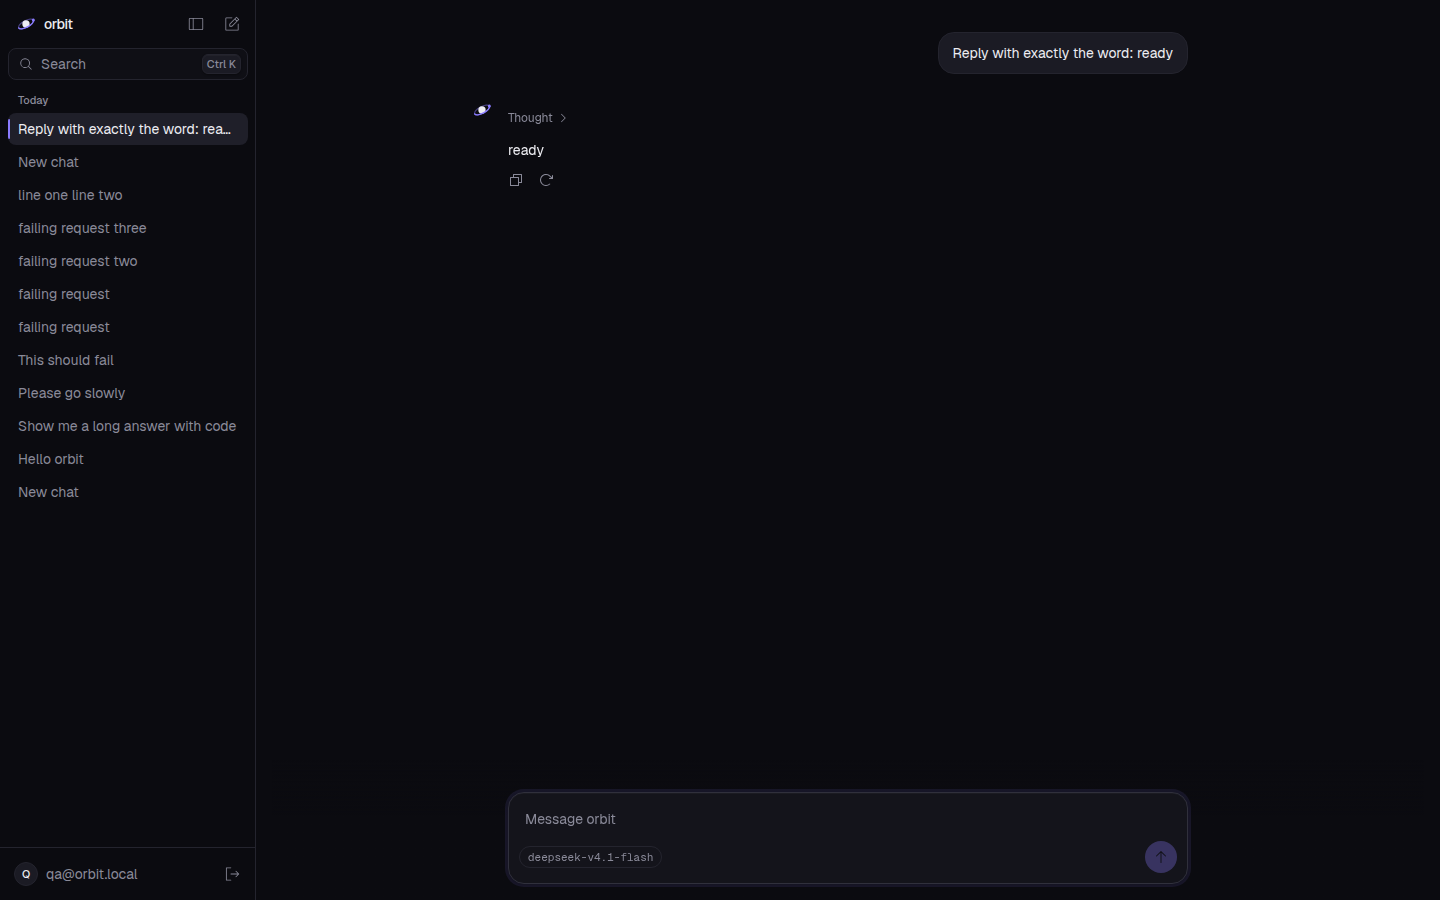 orbit
Search
Ctrl K
Today
Reply with exactly the word: rea...
New chat
line one line two
failing request three
failing request two
failing request
failing request
This should fail
Please go slowly
Show me a long answer with code
Hello orbit
New chat
Q
qa@orbit.local
Reply with exactly the word: ready
Thought
ready
Message orbit
deepseek-v4.1-flash